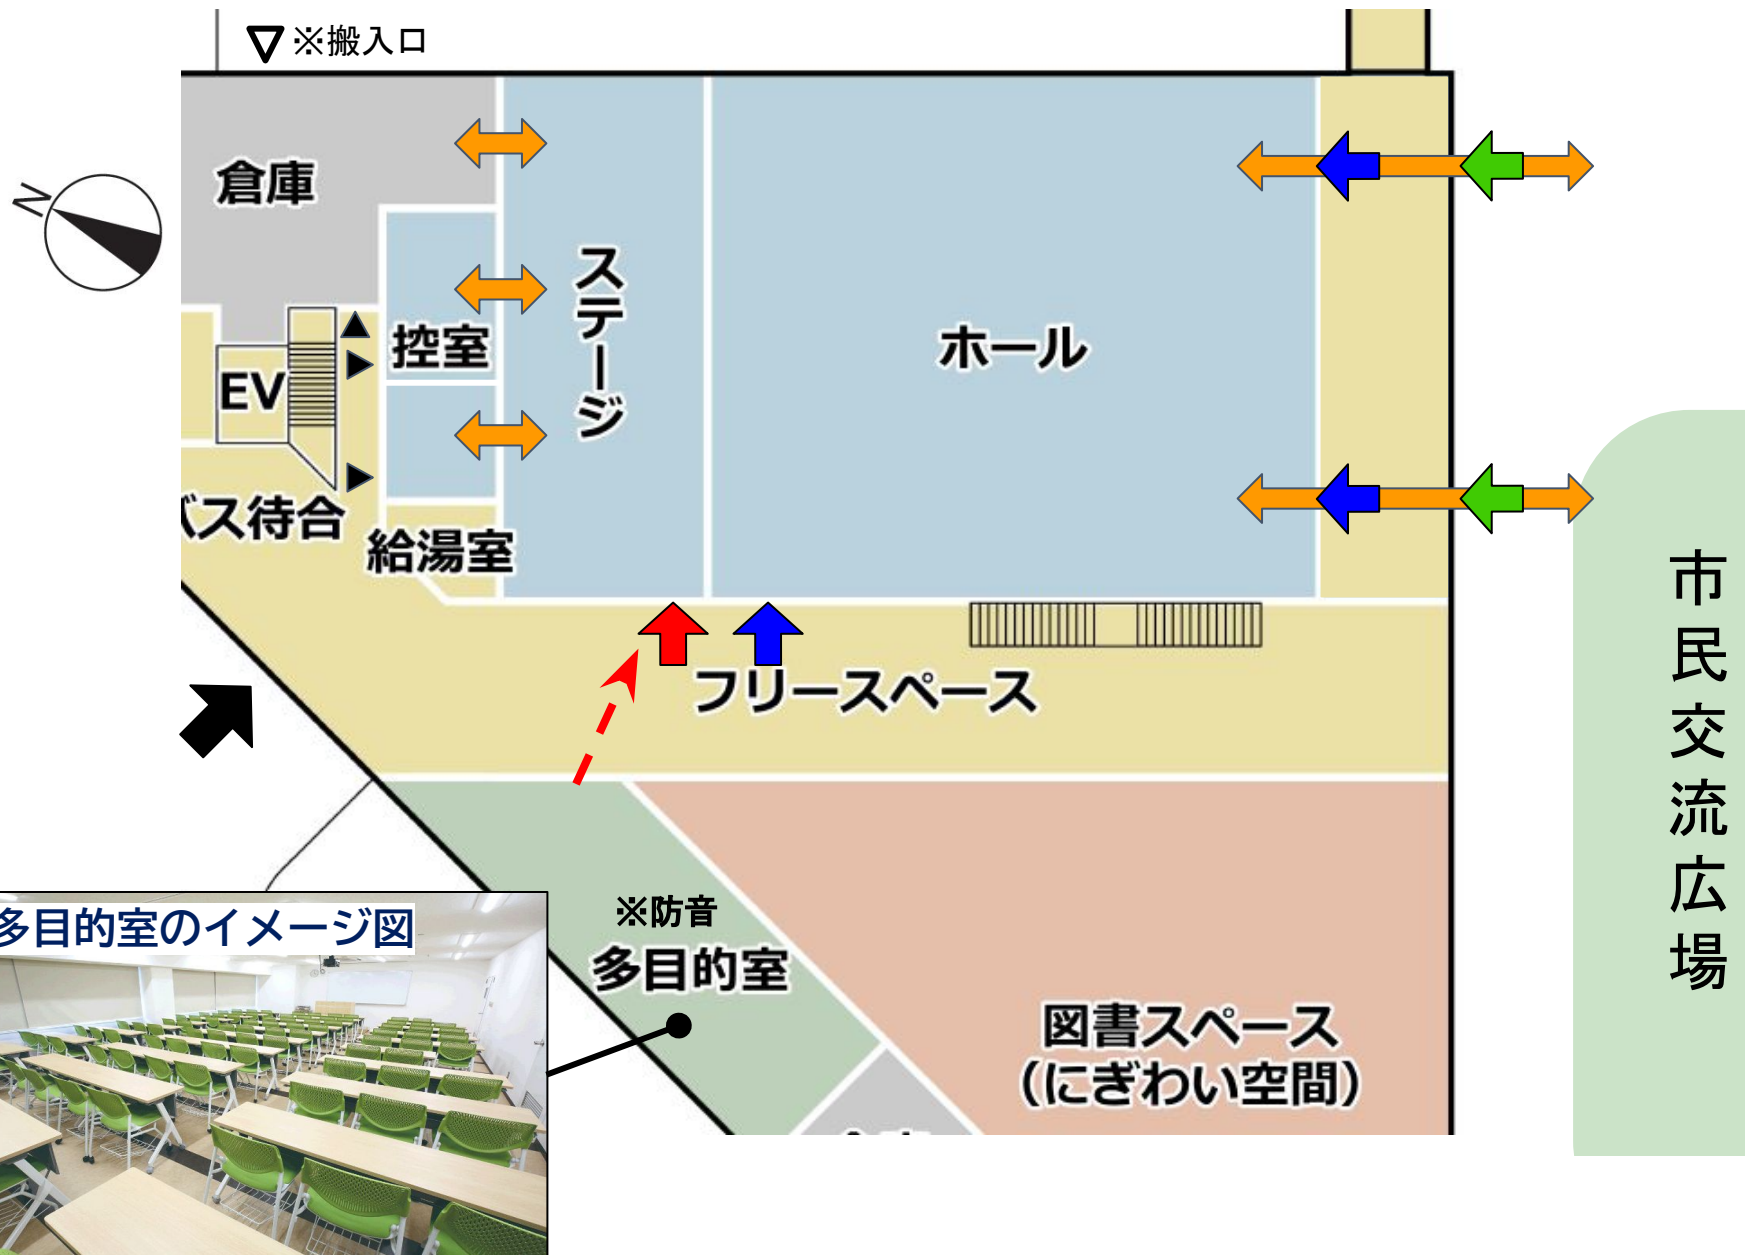 ※搬入口
N
倉庫
ステージ
ホール
控室
EV
バス待合
給湯室
フリースペース
市民交流広場
※防音
多目的室
多目的室のイメージ図
図書スペース
（にぎわい空間）